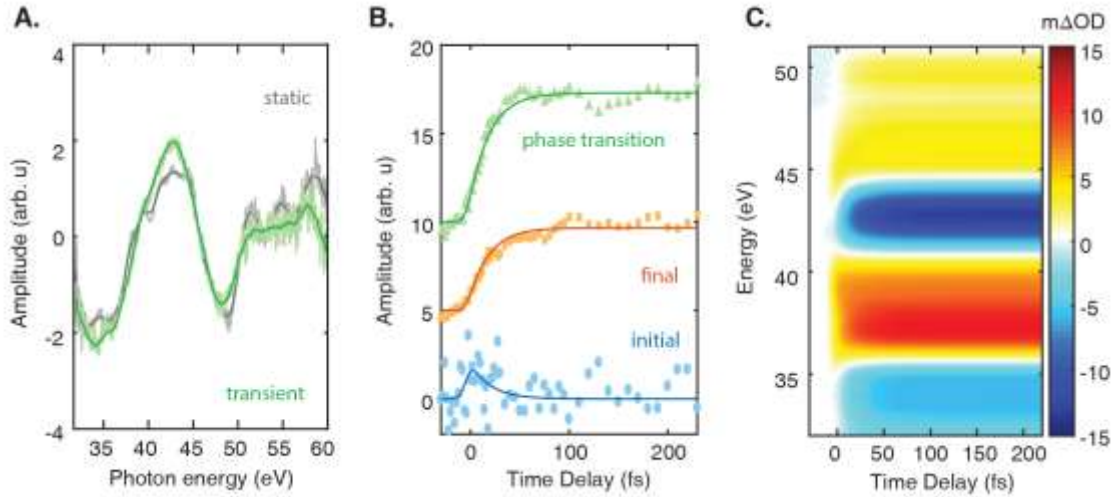 A.
4
2
0
-2
-4
Amplitude (arb. u)
static
transient
35 40 45 50 55 60
Photon energy (eV)
B.
20
15
10
5
0
Amplitude (arb. u)
phase transition
final
initial
0 100 200
Time Delay (fs)
C.
50
45
40
35
Energy (eV)
0 50 100 150 200
Time Delay (fs)
m∆OD
15
10
5
0
-5
-10
-15